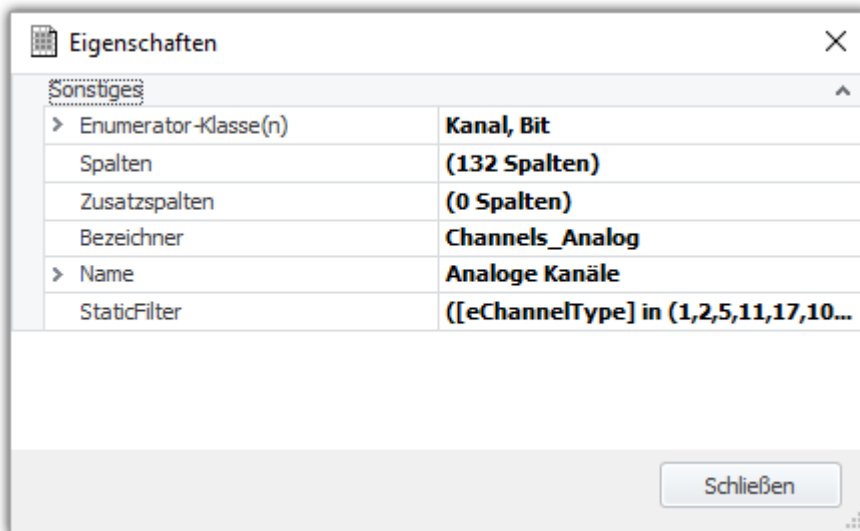 Eigenschaften
Sonstiges
Enumerator-Klasse(n) Kanal, Bit
Spalten (132 Spalten)
Zusatzspalten (0 Spalten)
Bezeichner Channels_Analog
Name Analoge Kanäle
StaticFilter ([eChannelType] in (1,2,5,11,17,10...
Schließen